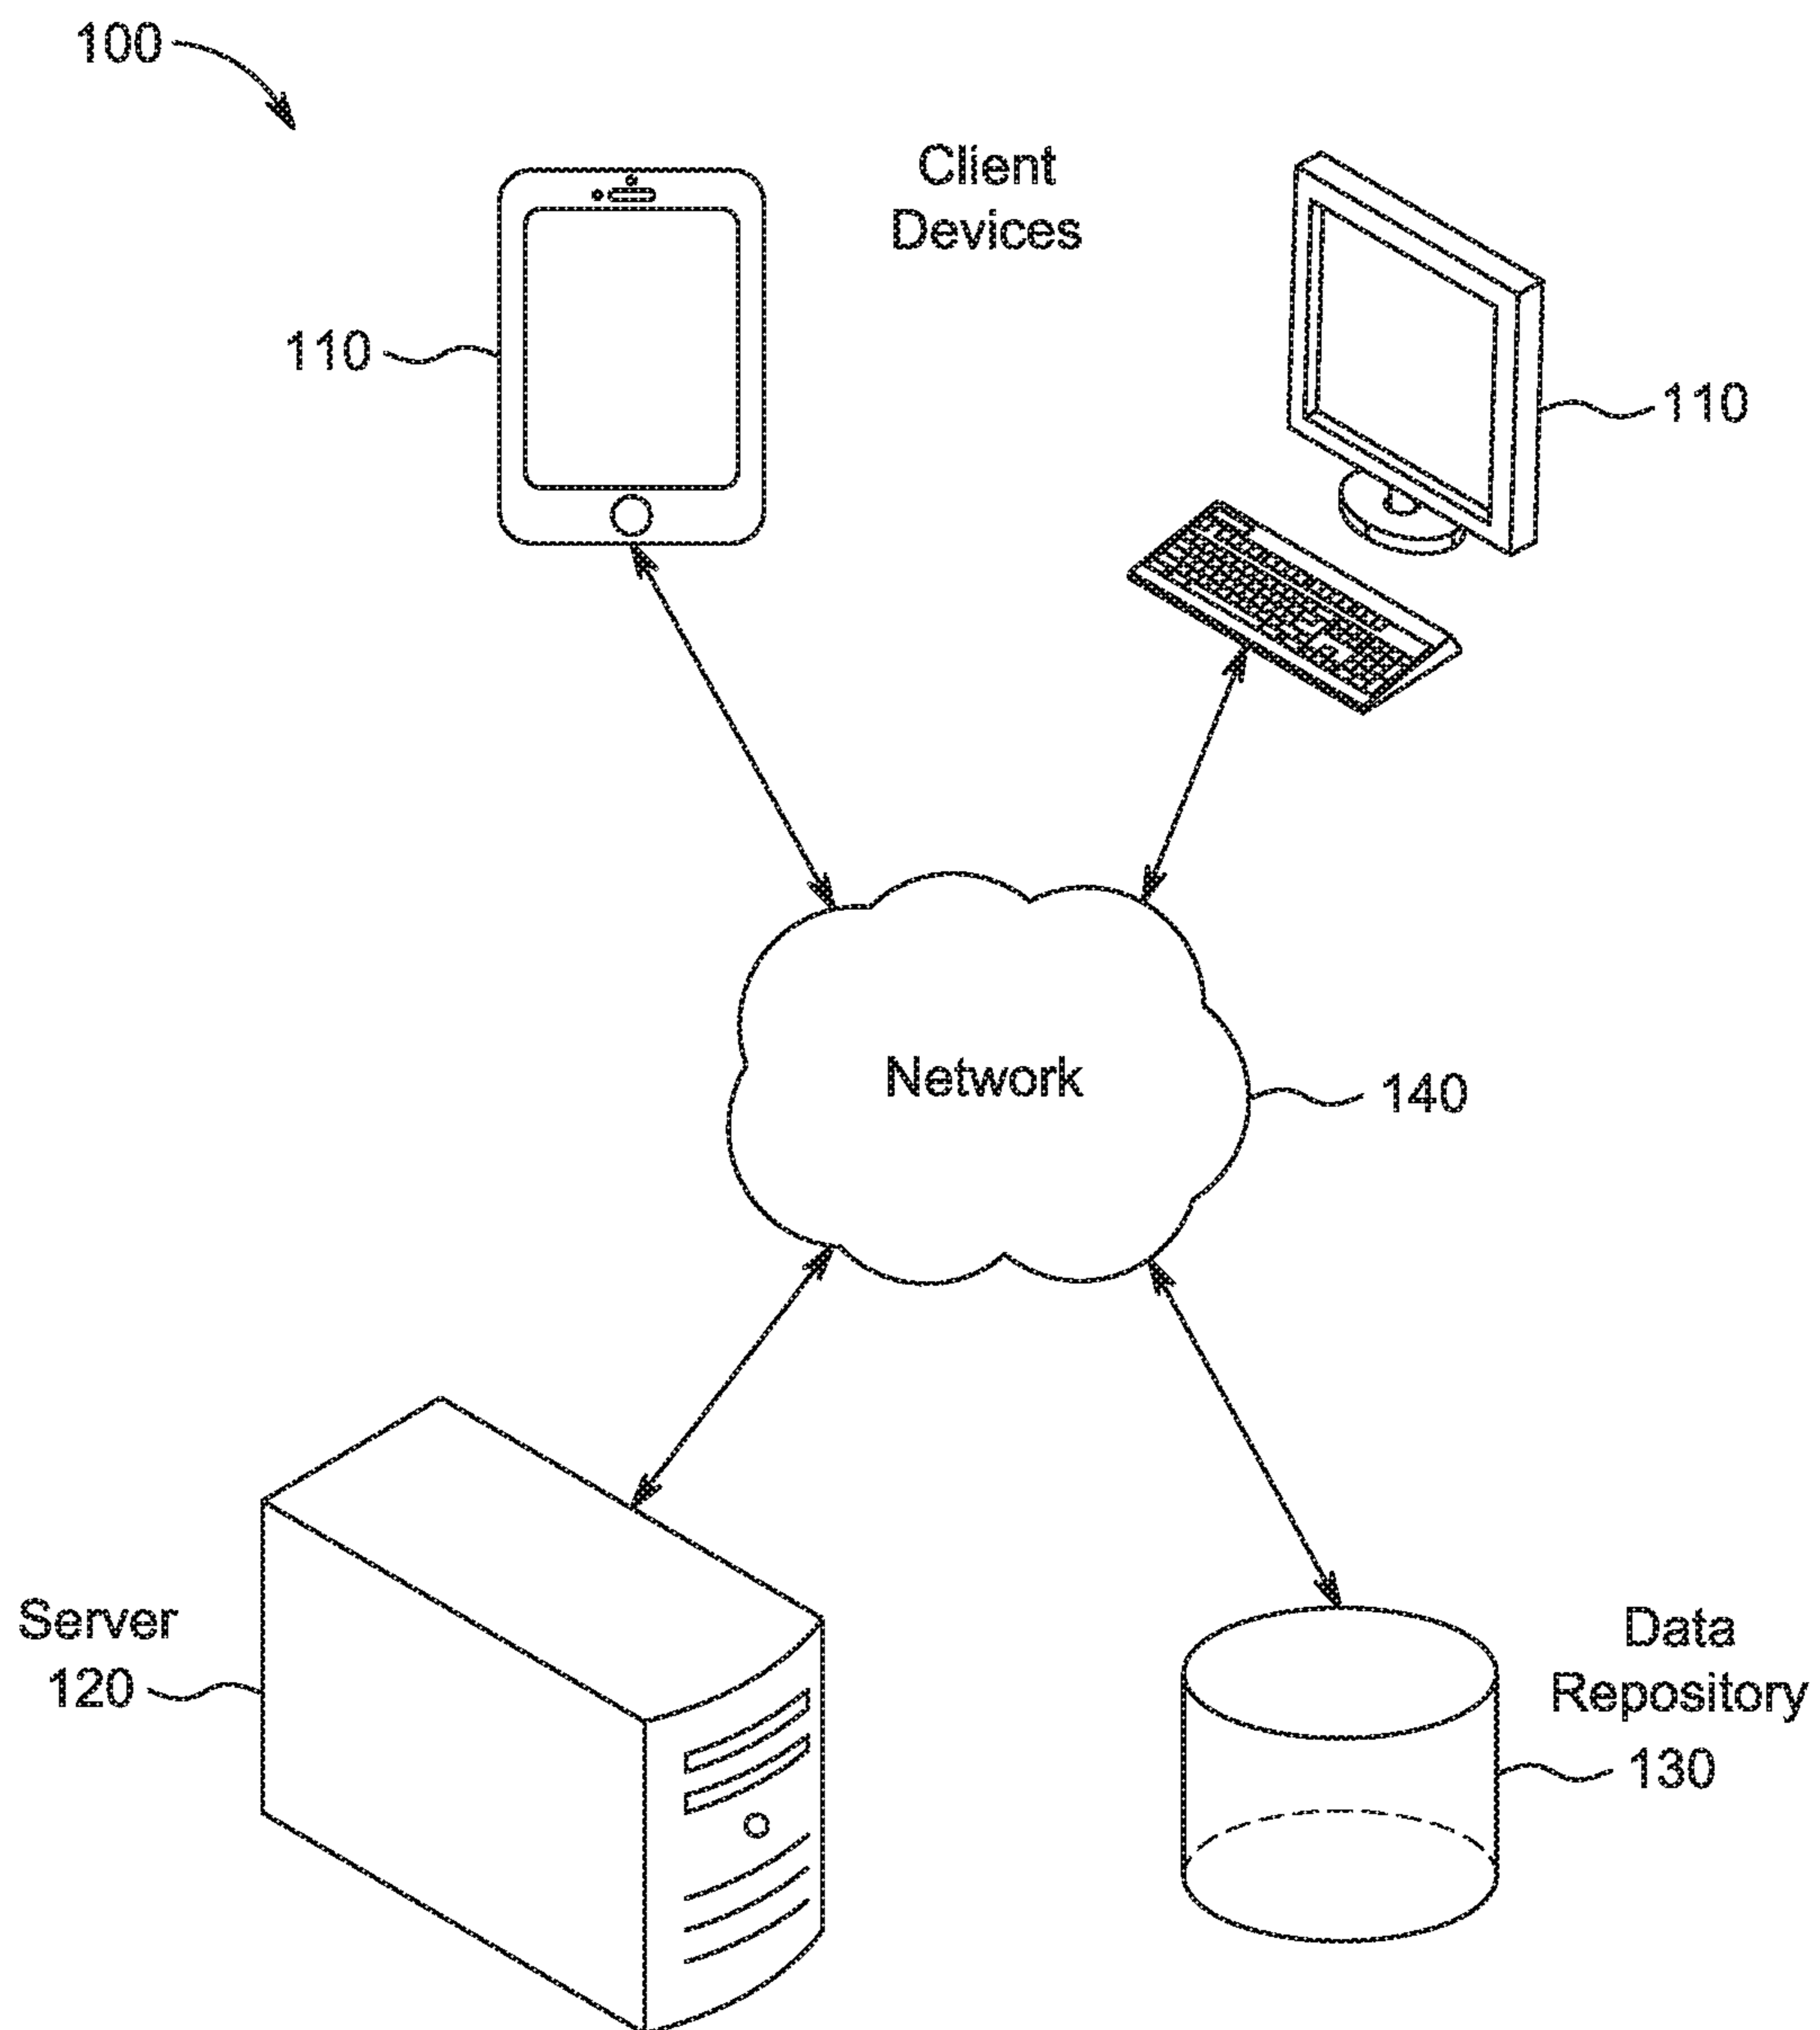 100
Client
Devices
110
110
Network
140
Server
120
Data
Repository
130